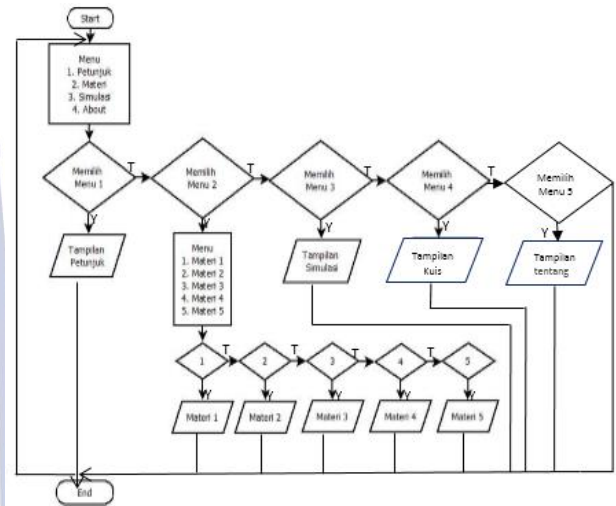 Start
Menu
1. Petunjuk
2. Materi
3. Simulasi
4. About
Memilih
Menu 1
T
Memilih
Menu 2
T
Memilih
Menu 3
T
Memilih
Menu 4
T
Memilih
Menu 5
Y
Y
Y
Y
Y
Tampilan
Petunjuk
Menu
1. Materi 1
2. Materi 2
3. Materi 3
4. Materi 4
5. Materi 5
Tampilan
Simulasi
Tampilan
Kuis
Tampilan
tentang
1
T
2
T
3
T
4
T
5
Y
Y
Y
Y
Y
Materi 1
Materi 2
Materi 3
Materi 4
Materi 5
End